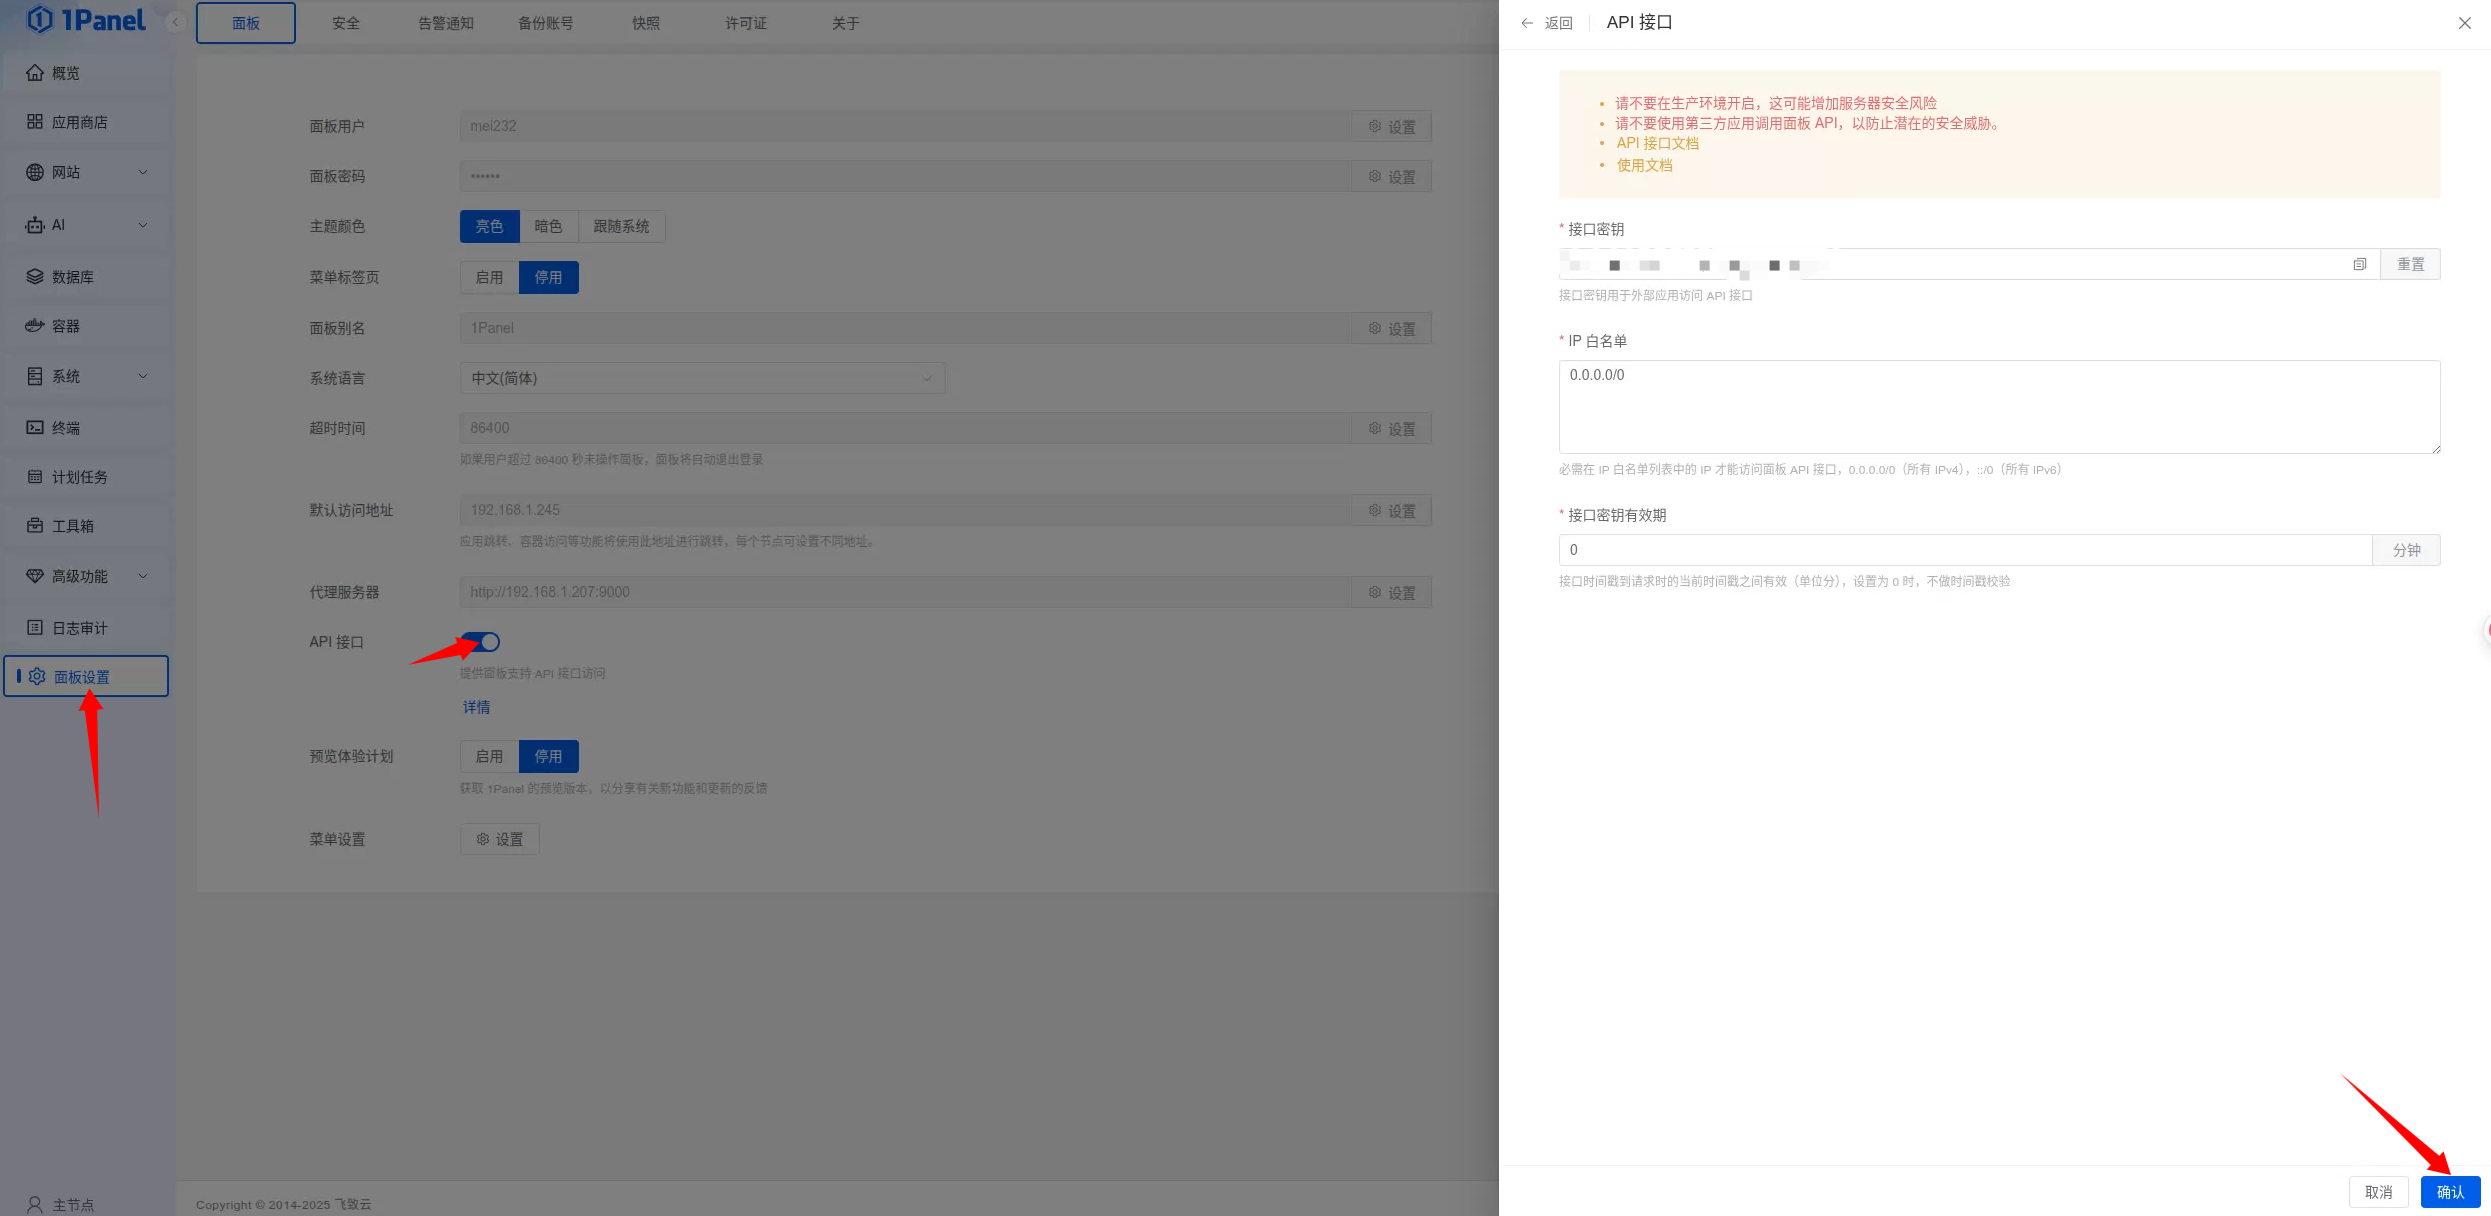 1Panel
概览
应用商店
网站
AI
数据库
容器
系统
终端
计划任务
工具箱
高级功能
日志审计
面板设置
主节点
面板
安全
告警通知
备份账号
快照
许可证
关于
面板用户
mei232
设置
面板密码
••••••
设置
主题颜色
亮色
暗色
跟随系统
菜单标签页
启用
停用
面板别名
1Panel
设置
系统语言
中文(简体)
超时时间
86400
设置
如果用户超过 86400 秒未操作面板，面板将自动退出登录
默认访问地址
192.168.1.245
设置
应用跳转、容器访问等功能将使用此地址进行跳转，每个节点可设置不同地址。
代理服务器
http://192.168.1.207:9000
设置
API 接口
提供面板支持 API 接口访问
详情
预览体验计划
启用
停用
获取 1Panel 的预览版本，以分享有关新功能和更新的反馈
菜单设置
设置
Copyright © 2014-2025 飞致云
返回
API 接口
请不要在生产环境开启，这可能增加服务器安全风险
请不要使用第三方应用调用面板 API，以防止潜在的安全威胁。
API 接口文档
使用文档
* 接口密钥
重置
接口密钥用于外部应用访问 API 接口
* IP 白名单
0.0.0.0/0
必需在 IP 白名单列表中的 IP 才能访问面板 API 接口，0.0.0.0/0（所有 IPv4），::/0（所有 IPv6）
* 接口密钥有效期
0
分钟
接口时间戳到请求时的当前时间戳之间有效（单位分），设置为 0 时，不做时间戳校验
取消
确认